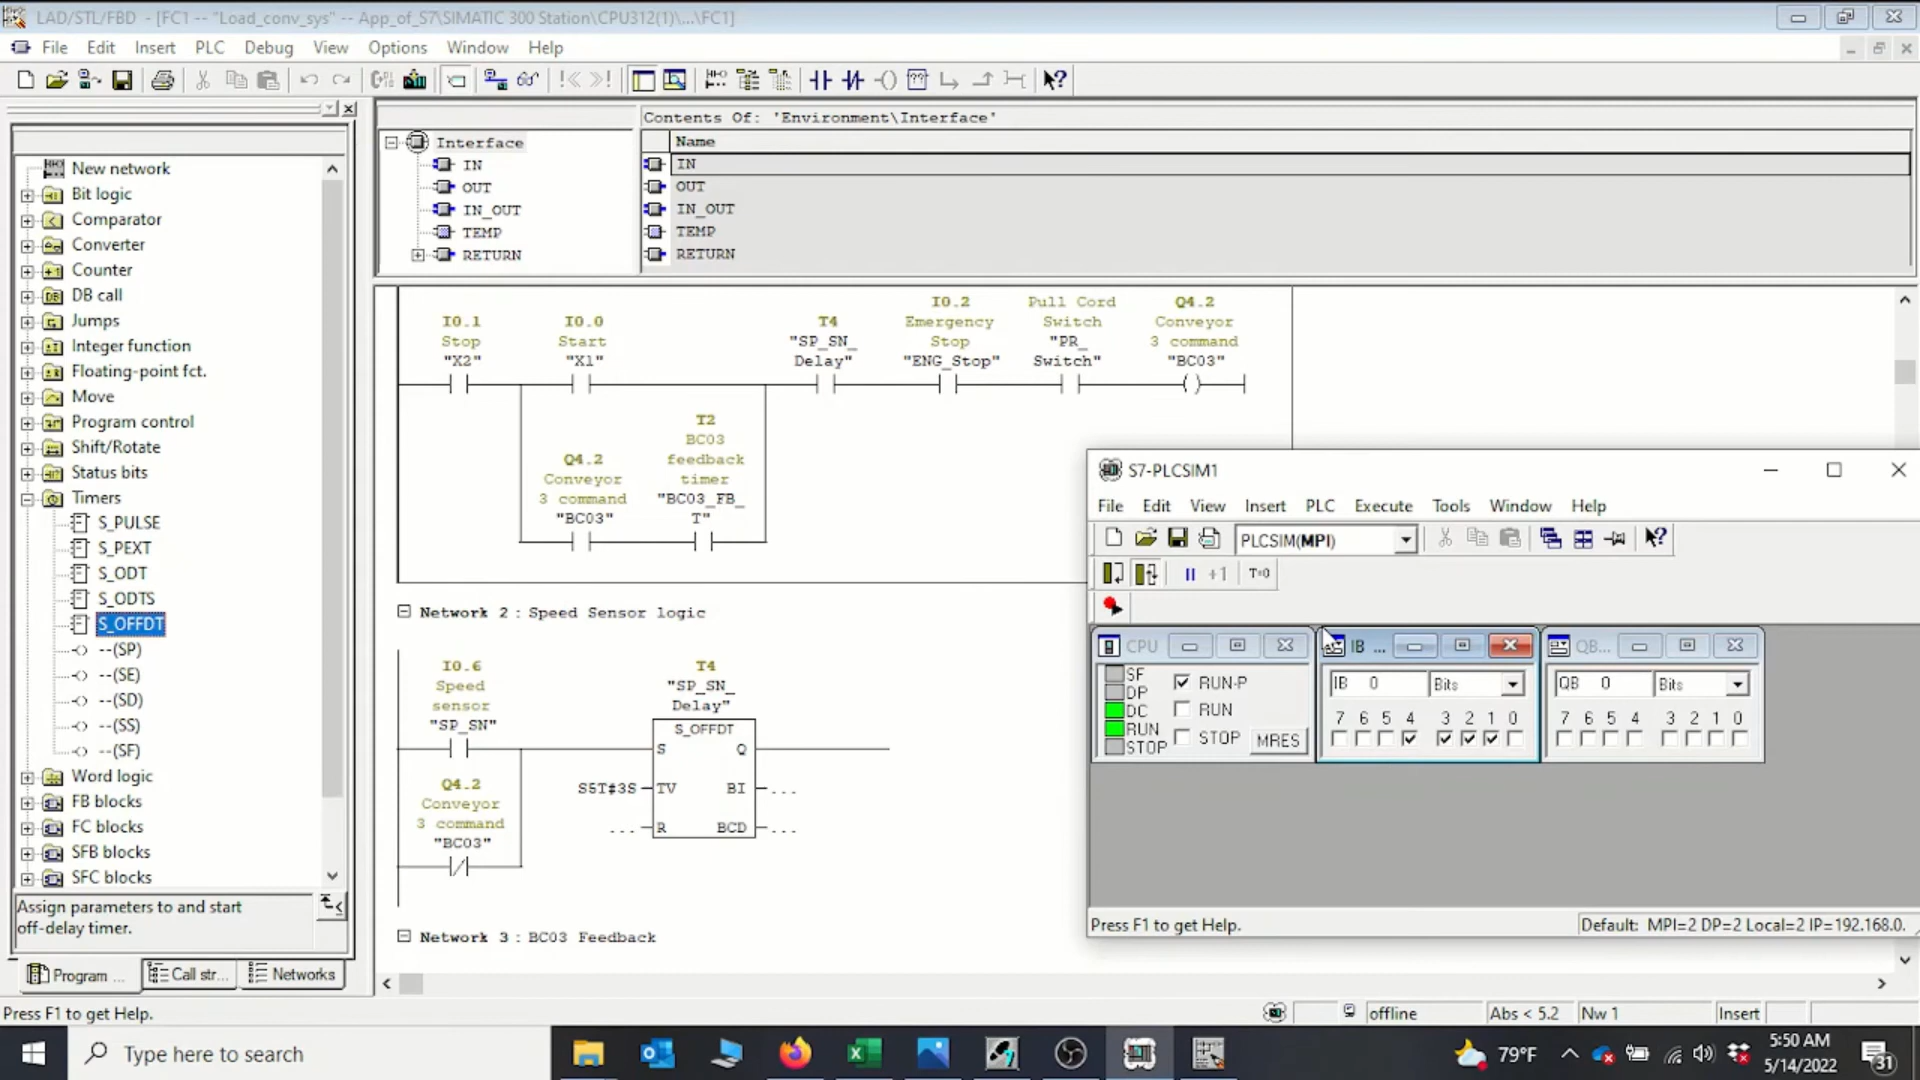 LAD/STL/FBD - [FC1 -- "Load_conv_sys" -- App_of_S7\SIMATIC 300 Station\CPU312(1)\...\FC1]
File Edit Insert PLC Debug View Options Window Help
New network
Bit logic
Comparator
Converter
Counter
DB call
Jumps
Integer function
Floating-point fct.
Move
Program control
Shift/Rotate
Status bits
Timers
S_PULSE
S_PEXT
S_ODT
S_ODTS
S_OFFDT
--(SP)
--(SE)
--(SD)
--(SS)
--(SF)
Word logic
FB blocks
FC blocks
SFB blocks
SFC blocks
Assign parameters to and start
off-delay timer.
Program ... Call str... Networks
Interface
IN
OUT
IN_OUT
TEMP
RETURN
Contents Of: 'Environment\Interface'
Name
IN
OUT
IN_OUT
TEMP
RETURN
I0.1
Stop
"X2"
I0.0
Start
"X1"
T4
"SP_SN_
Delay"
I0.2
Emergency
Stop
"ENG_Stop"
Pull Cord
Switch
"PR_
Switch"
Q4.2
Conveyor
3 command
"BC03"
Q4.2
Conveyor
3 command
"BC03"
T2
BC03
feedback
timer
"BC03_FB_
T"
Network 2 : Speed Sensor logic
I0.6
Speed
sensor
"SP_SN"
T4
"SP_SN_
Delay"
S_OFFDT
S Q
Q4.2
Conveyor
3 command
"BC03"
S5T#3S TV BI ...
... R BCD ...
Network 3 : BC03 Feedback
S7-PLCSIM1
File Edit View Insert PLC Execute Tools Window Help
PLCSIM(MPI)
+1 T=0
CPU
SF
DP
DC
RUN
STOP
RUN-P
RUN
STOP MRES
IB ...
IB 0 Bits
7 6 5 4 3 2 1 0
QB...
QB 0 Bits
7 6 5 4 3 2 1 0
Press F1 to get Help. Default: MPI=2 DP=2 Local=2 IP=192.168.0.
Press F1 to get Help. offline Abs < 5.2 Nw 1 Insert
Type here to search
79°F
5:50 AM
5/14/2022
31